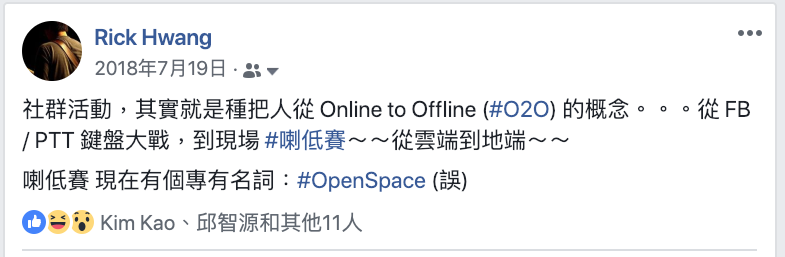 Rick Hwang
2018年7月19日 ·
社群活動，其實就是種把人從 Online to Offline (#O2O) 的概念。。。從 FB
/ PTT 鍵盤大戰，到現場 #喇低賽～～從雲端到地端～～
喇低賽 現在有個專有名詞：#OpenSpace (誤)
Kim Kao、邱智源和其他11人